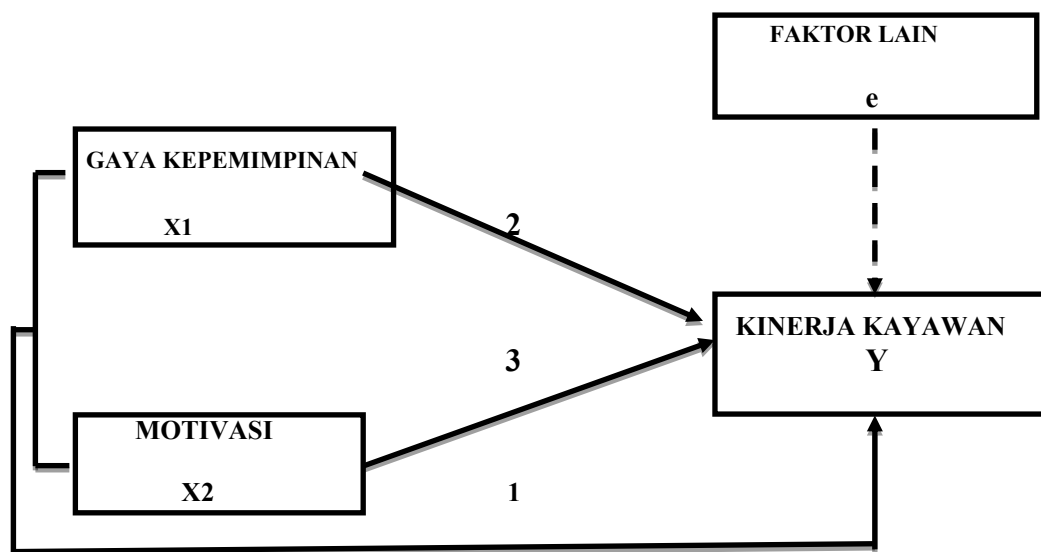 FAKTOR LAIN
e
GAYA KEPEMIMPINAN
X1
2
KINERJA KAYAWAN
Y
3
MOTIVASI
X2
1